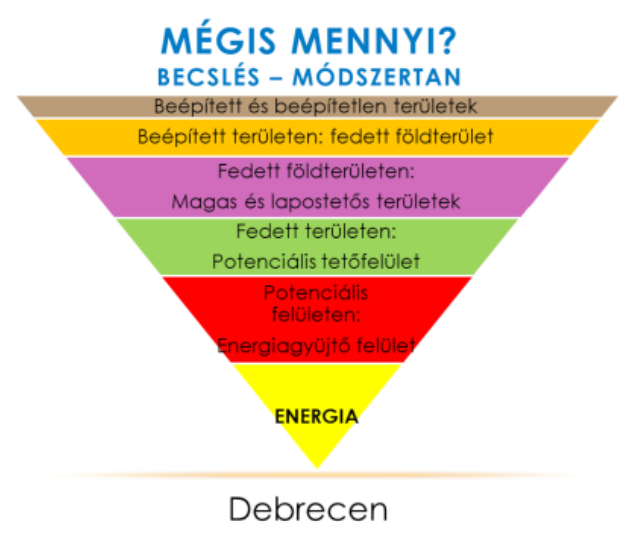 MÉGIS MENNYI?
BECSLÉS – MÓDSZERTAN
Beépített és beépítetlen területek
Beépített területen: fedett földterület
Fedett földterületen:
Magas és lapostetős területek
Fedett területen:
Potenciális tetőfelület
Potenciális
felületen:
Energiagyüjtő felület
ENERGIA
Debrecen